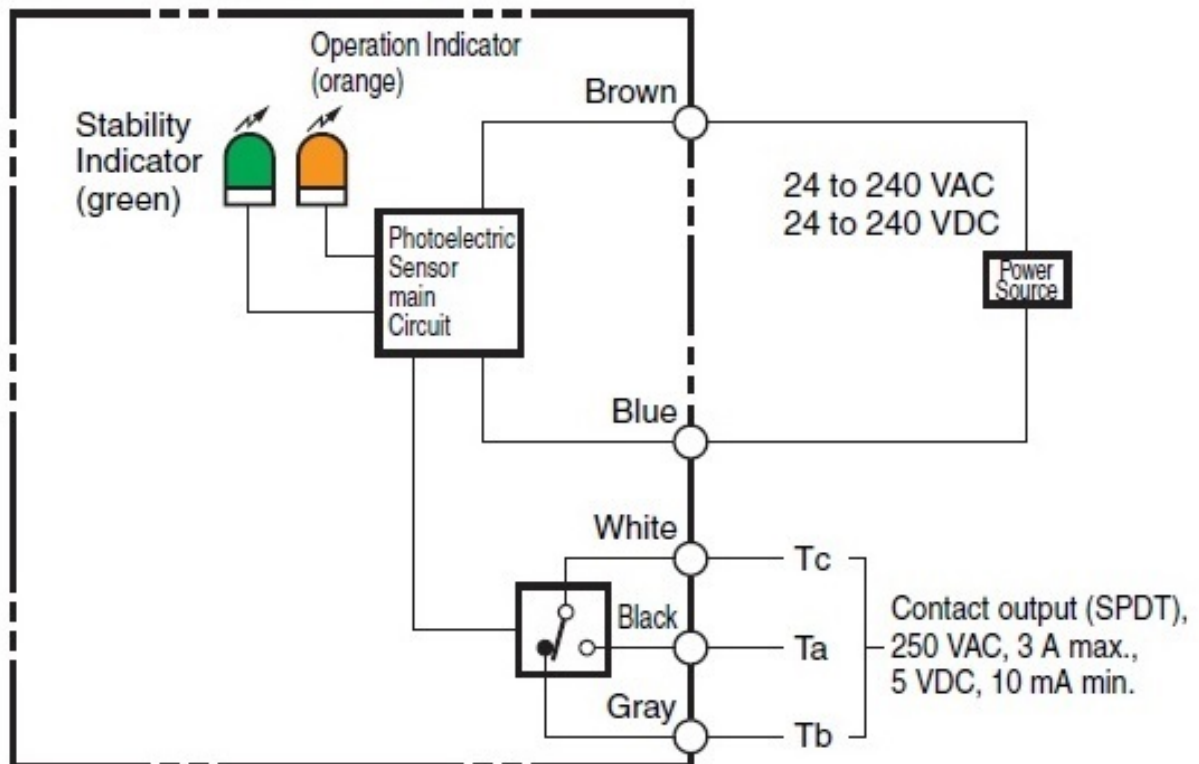 Operation Indicator
(orange)
Brown
Stability
Indicator
(green)
24 to 240 VAC
24 to 240 VDC
Photoelectric
Sensor
main
Circuit
Power
Source
Blue
White
Tc
Black
Ta
Contact output (SPDT),
250 VAC, 3 A max.,
5 VDC, 10 mA min.
Gray
Tb